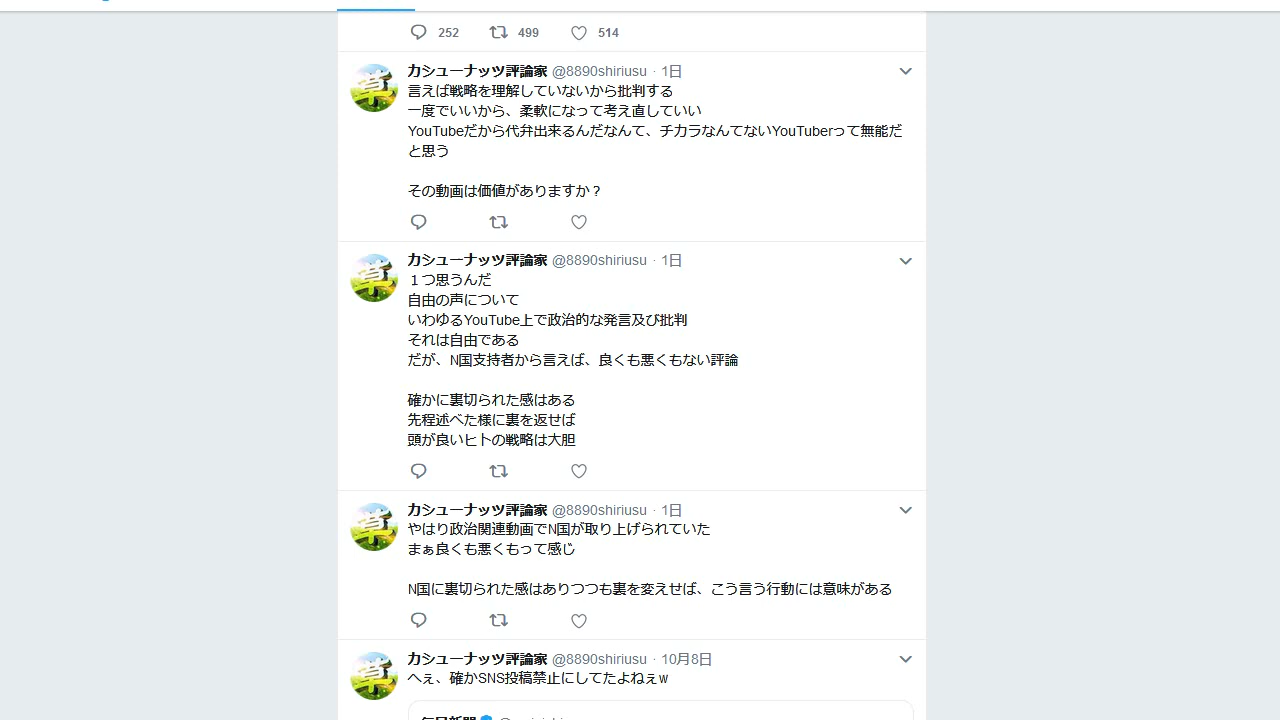 252 499 514
カシューナッツ評論家 @8890shiriusu · 1日
言えば戦略を理解していないから批判する
一度でいいから、柔軟になって考え直していい
YouTubeだから代弁出来るんだなんて、チカラなんてないYouTuberって無能だ
と思う
その動画は価値がありますか？
カシューナッツ評論家 @8890shiriusu · 1日
１つ思うんだ
自由の声について
いわゆるYouTube上で政治的な発言及び批判
それは自由である
だが、N国支持者から言えば、良くも悪くもない評論
確かに裏切られた感はある
先程述べた様に裏を返せば
頭が良いヒトの戦略は大胆
カシューナッツ評論家 @8890shiriusu · 1日
やはり政治関連動画でN国が取り上げられていた
まぁ良くも悪くもって感じ
N国に裏切られた感はありつつも裏を変えせば、こう言う行動には意味がある
カシューナッツ評論家 @8890shiriusu · 10月8日
へぇ、確かSNS投稿禁止にしてたよねぇw